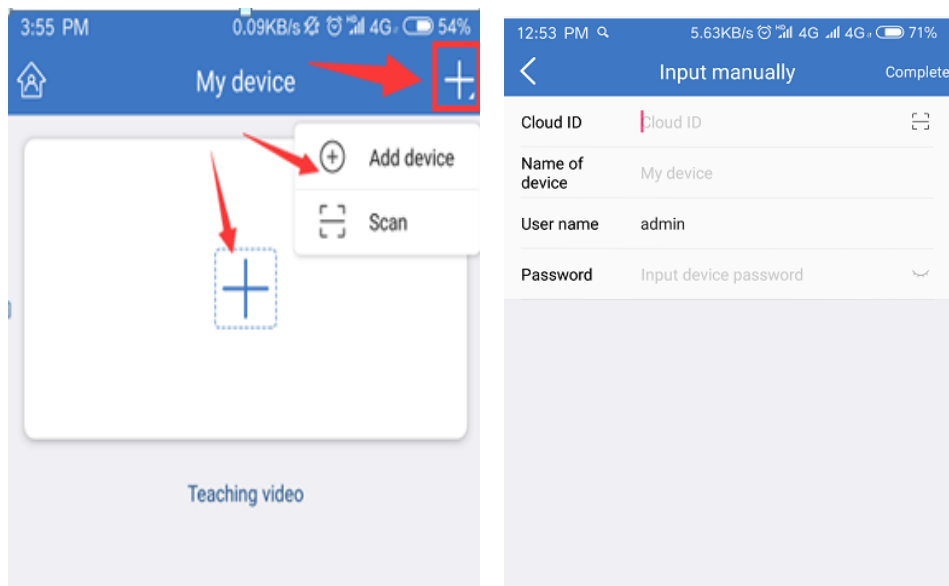 3:55 PM 0.09KB/s HD 4G 54%
My device
Add device
Scan
Teaching video
12:53 PM 5.63KB/s HD 4G 4G 71%
Input manually Complete
Cloud ID Cloud ID
Name of
device My device
User name admin
Password Input device password